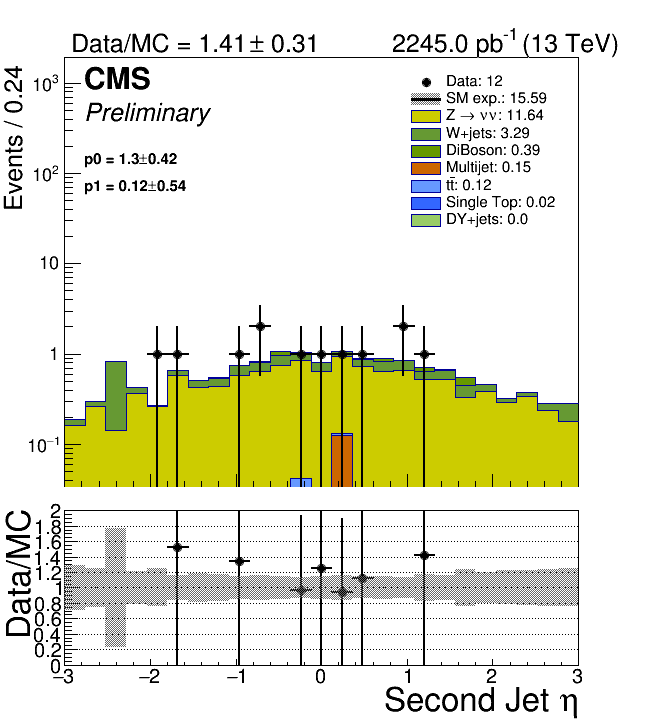 Data/MC = 1.41 ± 0.31 2245.0 pb⁻¹ (13 TeV)
CMS
Preliminary
p0 = 1.3±0.42
p1 = 0.12±0.54
Data: 12
SM exp.: 15.59
Z → νν: 11.64
W+jets: 3.29
DiBoson: 0.39
Multijet: 0.15
tt̄: 0.12
Single Top: 0.02
DY+jets: 0.0
Events / 0.24
10³
10²
10
1
10⁻¹
Data/MC
2
1.8
1.6
1.4
1.2
1
0.8
0.6
0.4
0.2
0
−3 −2 −1 0 1 2 3
Second Jet η